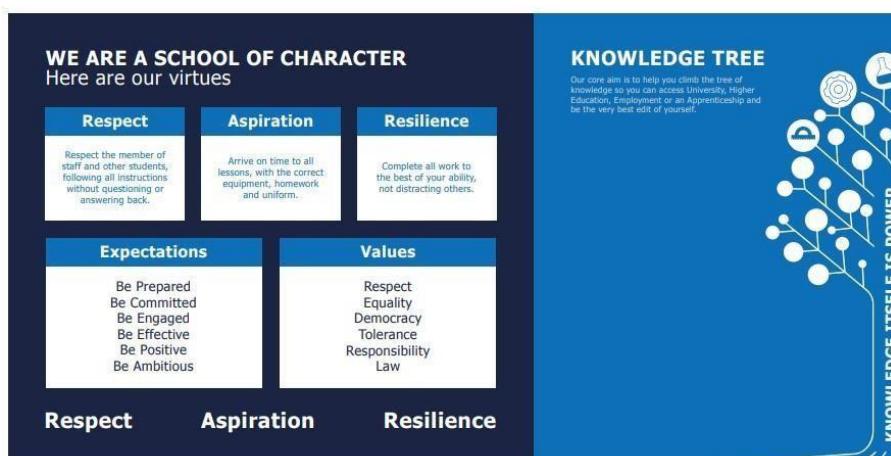 WE ARE A SCHOOL OF CHARACTER
Here are our virtues
Respect
Respect the member of
staff and other students,
following all instructions
without questioning or
answering back.
Aspiration
Arrive on time to all
lessons, with the correct
equipment, homework
and uniform.
Resilience
Complete all work to
the best of your ability,
not distracting others.
Expectations
Be Prepared
Be Committed
Be Engaged
Be Effective
Be Positive
Be Ambitious
Values
Respect
Equality
Democracy
Tolerance
Responsibility
Law
Respect Aspiration Resilience
KNOWLEDGE TREE
Our core aim is to help you climb the tree of
knowledge so you can access University, Higher
Education, Employment or an Apprenticeship and
be the very best edit of yourself.
KNOWLEDGE ITSELF IS POWER